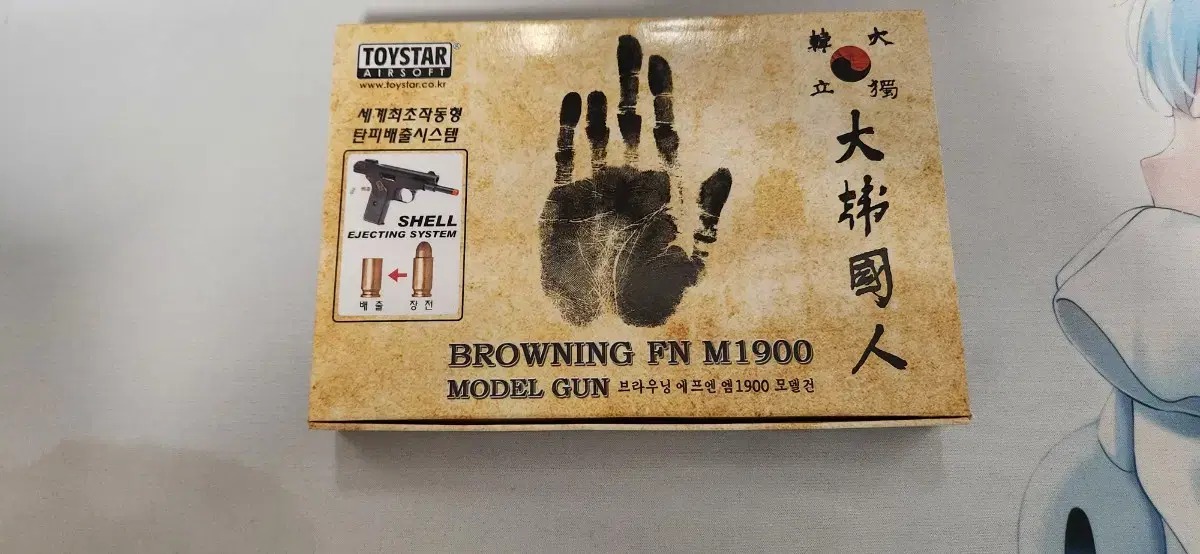 TOYSTAR®
AIRSOFT
www.toystar.co.kr
세계최초작동형
탄피배출시스템
SHELL
EJECTING SYSTEM
배출 장전
韓 大
立 獨
大韓國人
BROWNING FN M1900
MODEL GUN 브라우닝 에프엔 엠1900 모델건